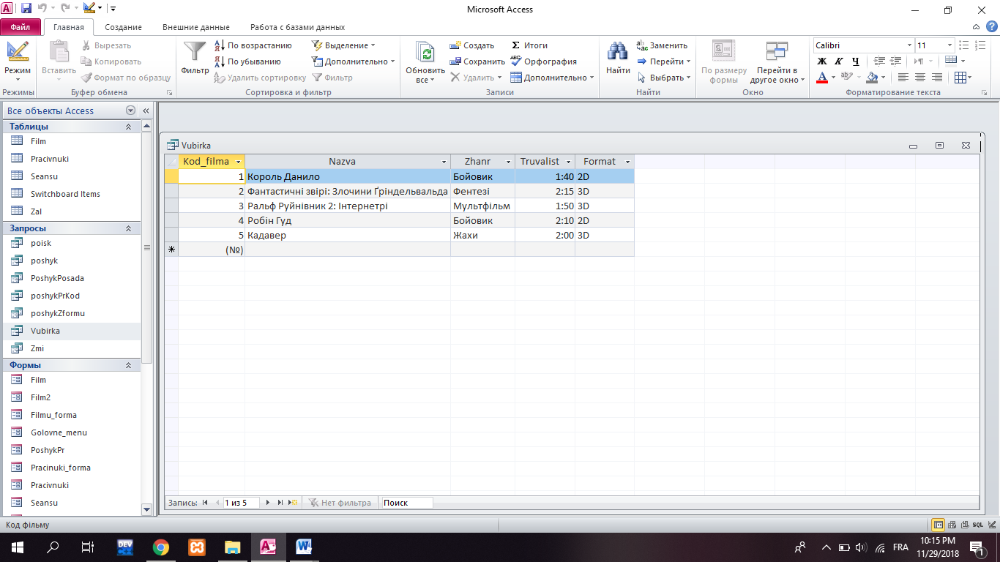 Microsoft Access
Файл Главная Создание Внешние данные Работа с базами данных
Режим
Режимы
Вставить
Вырезать
Копировать
Формат по образцу
Буфер обмена
Фильтр
По возрастанию
По убыванию
Удалить сортировку
Выделение
Дополнительно
Фильтр
Сортировка и фильтр
Обновить все
Создать
Сохранить
Удалить
Итоги
Орфография
Дополнительно
Записи
Найти
Заменить
Перейти
Выбрать
Найти
По размеру формы
Перейти в другое окно
Окно
Calibri 11
Ж К Ч
Форматирование текста
Все объекты Access
Таблицы
Film
Pracivnuki
Seansu
Switchboard Items
Zal
Запросы
poisk
poshyk
PoshykPosada
poshykPrKod
poshykZformu
Vubirka
Zmi
Формы
Film
Film2
Filmu_forma
Golovne_menu
PoshykPr
Pracinuki_forma
Pracivnuki
Seansu
Vubirka
Kod_filma Nazva Zhanr Truvalist Format
1 Король Данило Бойовик 1:40 2D
2 Фантастичні звірі: Злочини Ґріндельвальда Фентезі 2:15 3D
3 Ральф Руйнівник 2: Інтернетрі Мультфільм 1:50 3D
4 Робін Гуд Бойовик 2:10 2D
5 Кадавер Жахи 2:00 3D
(№)
Запись: 1 из 5 Нет фильтра Поиск
Код фільму
SQL
DEV
FRA
10:15 PM
11/29/2018
1